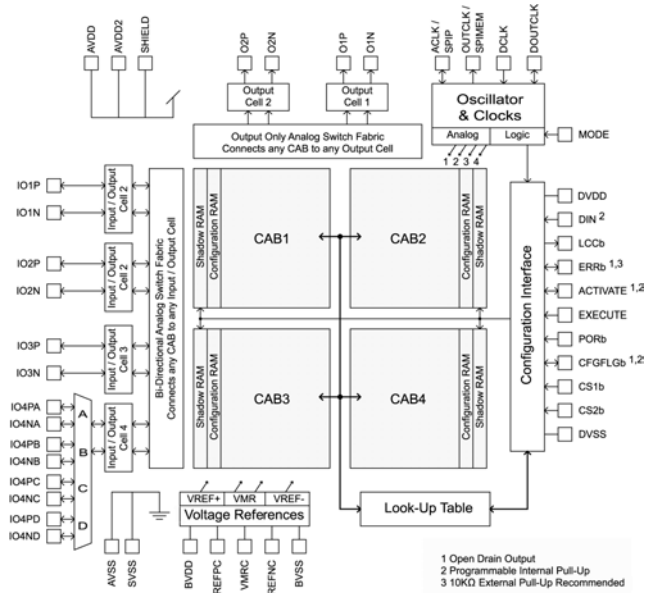 AVDD
AVDD2
SHIELD
O2P
O2N
O1P
O1N
ACLK /
SPIP
OUTCLK /
SPIMEM
DCLK
DOUTCLK
Output
Cell 2
Output
Cell 1
Oscillator
& Clocks
Analog
Logic
1 2 3 4
MODE
Output Only Analog Switch Fabric
Connects any CAB to any Output Cell
IO1P
IO1N
IO2P
IO2N
IO3P
IO3N
IO4PA
IO4NA
IO4PB
IO4NB
IO4PC
IO4NC
IO4PD
IO4ND
A
B
C
D
Input / Output
Cell 2
Input / Output
Cell 2
Input / Output
Cell 3
Input / Output
Cell 4
Bi-Directional Analog Switch Fabric
Connects any CAB to any Input / Output Cell
Shadow RAM
Configuration RAM
CAB1
CAB2
Configuration RAM
Shadow RAM
Shadow RAM
Configuration RAM
CAB3
CAB4
Configuration RAM
Shadow RAM
Configuration Interface
DVDD
DIN 2
LCCb
ERRb 1,3
ACTIVATE 1,2
EXECUTE
PORb
CFGFLGb 1,2
CS1b
CS2b
DVSS
VREF+
VMR
VREF-
Voltage References
Look-Up Table
AVSS
SVSS
BVDD
REFPC
VMRC
REFNC
BVSS
1 Open Drain Output
2 Programmable Internal Pull-Up
3 10KΩ External Pull-Up Recommended